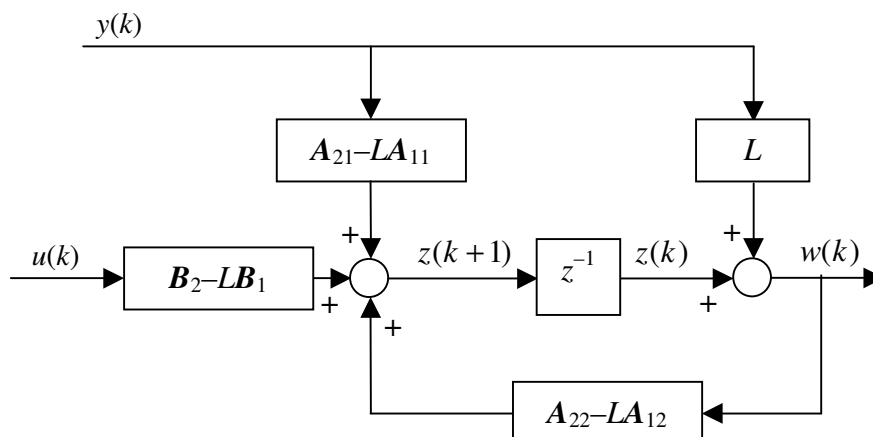 y(k)
A₂₁–LA₁₁
L
u(k)
B₂–LB₁
+
+
+
z(k+1)
z⁻¹
z(k)
+
+
w(k)
A₂₂–LA₁₂